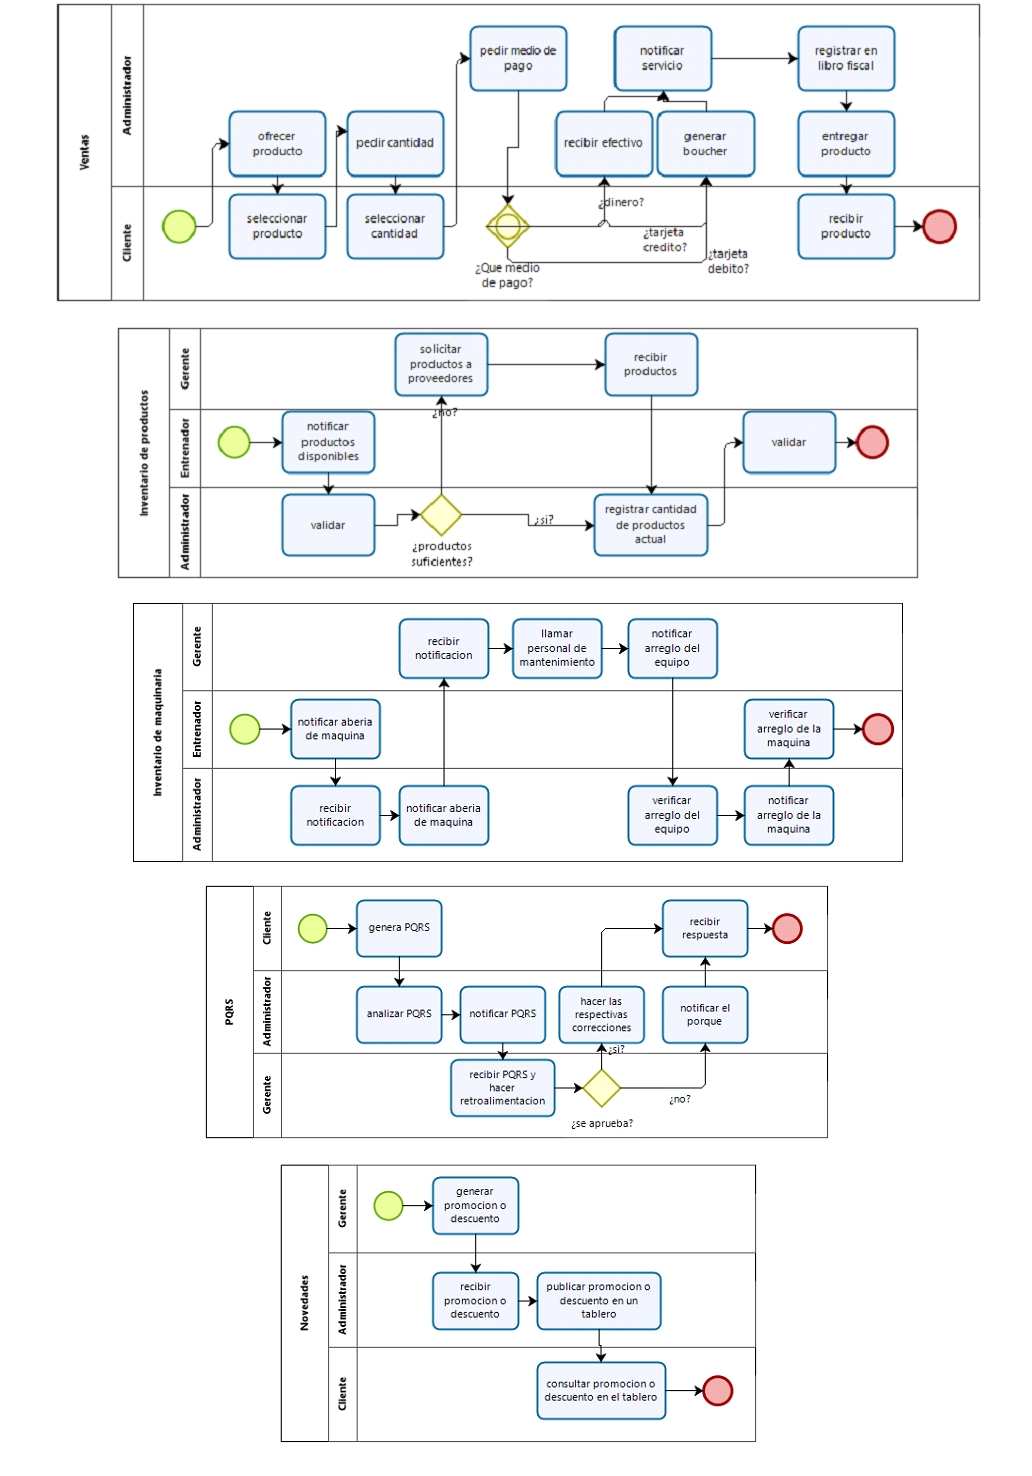 Ventas
Administrador
Cliente
ofrecer
producto
seleccionar
producto
pedir cantidad
seleccionar
cantidad
pedir medio de
pago
¿Que medio
de pago?
¿dinero?
¿tarjeta
credito?
¿tarjeta
debito?
recibir efectivo
generar
boucher
notificar
servicio
registrar en
libro fiscal
entregar
producto
recibir
producto
Inventario de productos
Gerente
Entrenador
Administrador
notificar
productos
disponibles
validar
¿productos
suficientes?
¿no?
¿si?
solicitar
productos a
proveedores
recibir
productos
registrar cantidad
de productos
actual
validar
Inventario de maquinaria
Gerente
Entrenador
Administrador
notificar aberia
de maquina
recibir
notificacion
notificar aberia
de maquina
recibir
notificacion
llamar
personal de
mantenimiento
notificar
arreglo del
equipo
verificar
arreglo del
equipo
notificar
arreglo de la
maquina
verificar
arreglo de la
maquina
PQRS
Cliente
Administrador
Gerente
genera PQRS
analizar PQRS
notificar PQRS
recibir PQRS y
hacer
retroalimentacion
¿se aprueba?
¿si?
¿no?
hacer las
respectivas
correcciones
notificar el
porque
recibir
respuesta
Novedades
Gerente
Administrador
Cliente
generar
promocion o
descuento
recibir
promocion o
descuento
publicar promocion o
descuento en un
tablero
consultar promocion o
descuento en el tablero